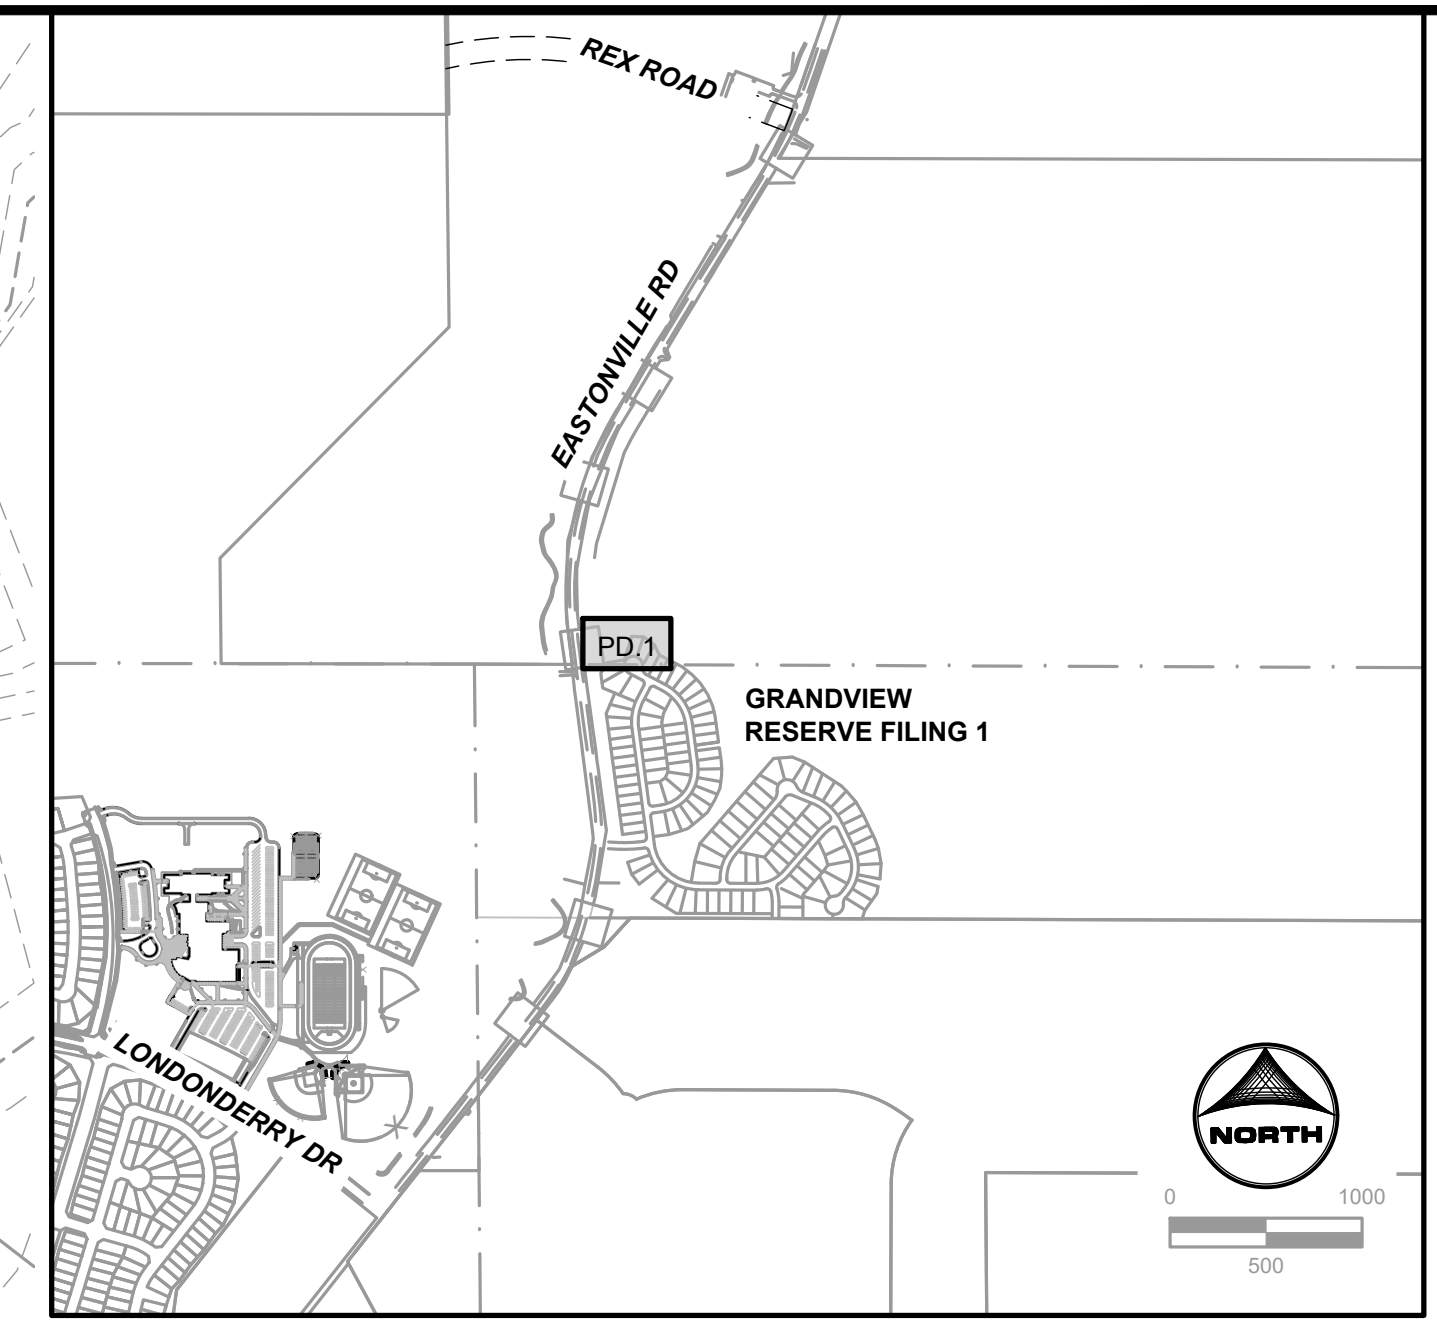 REX ROAD
EASTONVILLE RD
PD.1
GRANDVIEW
RESERVE FILING 1
LONDONDERRY DR
NORTH
0 1000
500